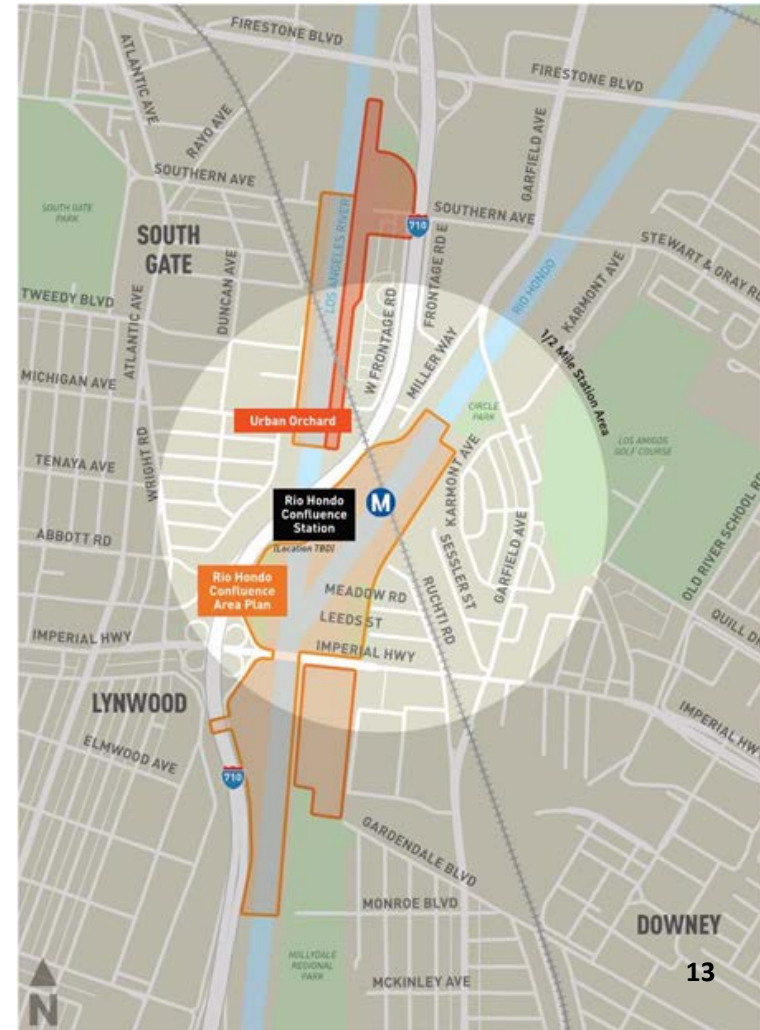 FIRESTONE BLVD
FIRESTONE BLVD
ATLANTIC AVE
RAYO AVE
GARFIELD AVE
SOUTHERN AVE
SOUTH GATE
PARK
LOS ANGELES RIVER
SOUTHERN AVE
710
SOUTH
GATE
STEWART & GRAY RD
DUNCAN AVE
FRONTAGE RD E
KARMONT AVE
RIO HONDO
TWEEDY BLVD
ATLANTIC AVE
W FRONTAGE RD
MILLER WAY
1/2 Mile Station Area
MICHIGAN AVE
CIRCLE
PARK
Urban Orchard
LOS AMIGOS
GOLF COURSE
WRIGHT RD
TENAYA AVE
KARMONT AVE
Rio Hondo
Confluence
Station
M
(Location TBD)
OLD RIVER SCHOOL RD
ABBOTT RD
SESSLER ST
GARFIELD AVE
Rio Hondo
Confluence
Area Plan
MEADOW RD
RUCHTI RD
LEEDS ST
QUILL DR
IMPERIAL HWY
IMPERIAL HWY
LYNWOOD
IMPERIAL HWY
ELMWOOD AVE
710
GARDENDALE BLVD
MONROE BLVD
DOWNEY
HOLLYDALE
REGIONAL
PARK
13
MCKINLEY AVE
N